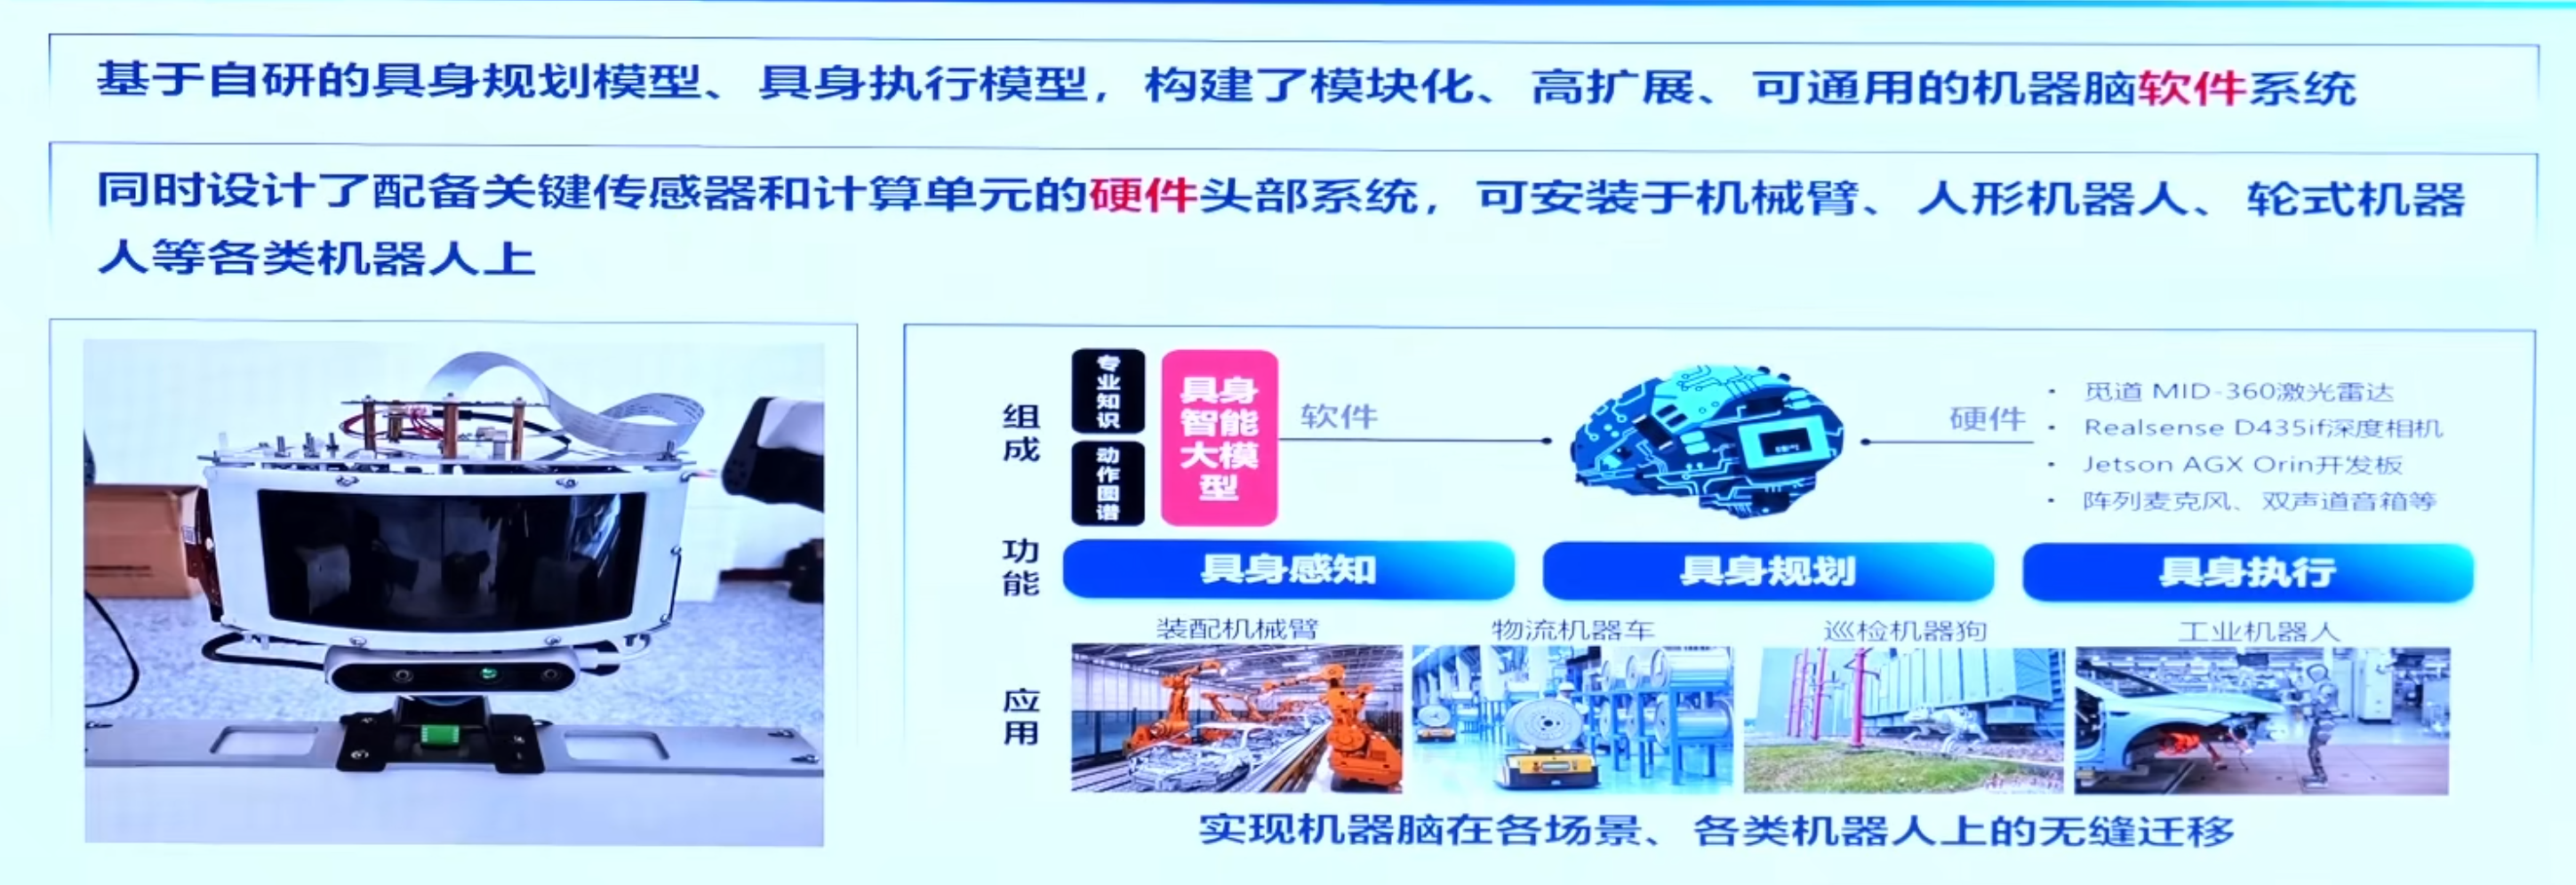 基于自研的具身规划模型、具身执行模型，构建了模块化、高扩展、可通用的机器脑软件系统
同时设计了配备关键传感器和计算单元的硬件头部系统，可安装于机械臂、人形机器人、轮式机器
人等各类机器人上
组成
专业知识
动作图谱
具身
智能
大模
型
软件
硬件
· 觅道 MID-360激光雷达
· Realsense D435if深度相机
· Jetson AGX Orin开发板
· 阵列麦克风、双声道音箱等
功能
具身感知
具身规划
具身执行
应用
装配机械臂
物流机器车
巡检机器狗
工业机器人
实现机器脑在各场景、各类机器人上的无缝迁移